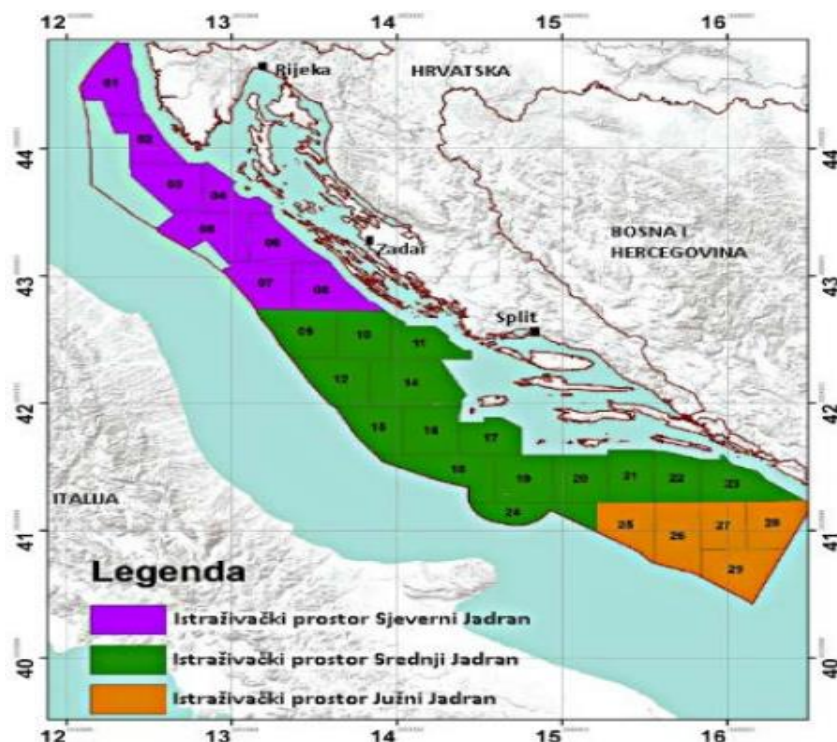 12 13 14 15 16
Rijeka
HRVATSKA
01
44 44
02
03
04
05
06
BOSNA I
HERCEGOVINA
Zadar
43 43
07
08
Split
09
10
11
12
14
42 42
15
16
17
18
19
20
21
22
23
ITALIJA
24
25
26
27
28
41 41
29
Legenda
Istraživački prostor Sjeverni Jadran
Istraživački prostor Srednji Jadran
40 40
Istraživački prostor Južni Jadran
12 13 14 15 16